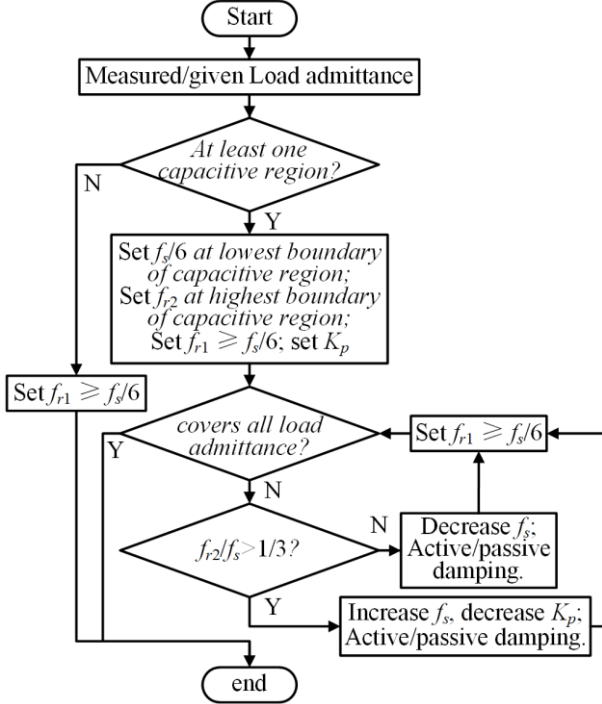 Start
Measured/given Load admittance
At least one
capacitive region?
N
Y
Set fs/6 at lowest boundary
of capacitive region;
Set fr2 at highest boundary
of capacitive region;
Set fr1 ≥ fs/6; set Kp
Set fr1 ≥ fs/6
covers all load
admittance?
Y
Set fr1 ≥ fs/6
N
fr2/fs>1/3?
N
Decrease fs;
Active/passive
damping.
Y
Increase fs, decrease Kp;
Active/passive damping.
end